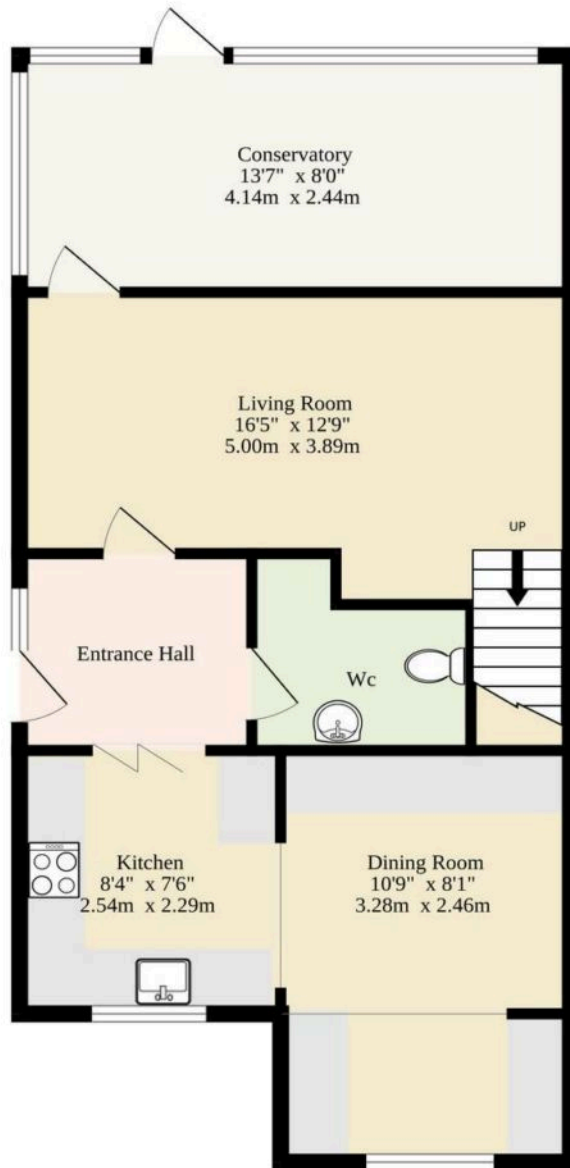 Conservatory
13'7" x 8'0"
4.14m x 2.44m
Living Room
16'5" x 12'9"
5.00m x 3.89m
UP
Entrance Hall
Wc
Kitchen
8'4" x 7'6"
2.54m x 2.29m
Dining Room
10'9" x 8'1"
3.28m x 2.46m